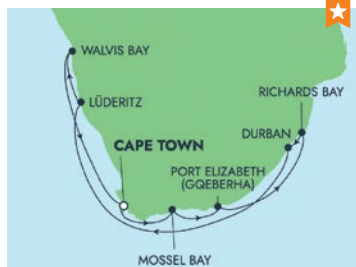 WALVIS BAY
LÜDERITZ
RICHARDS BAY
DURBAN
CAPE TOWN
PORT ELIZABETH
(GQEBERHA)
MOSSEL BAY